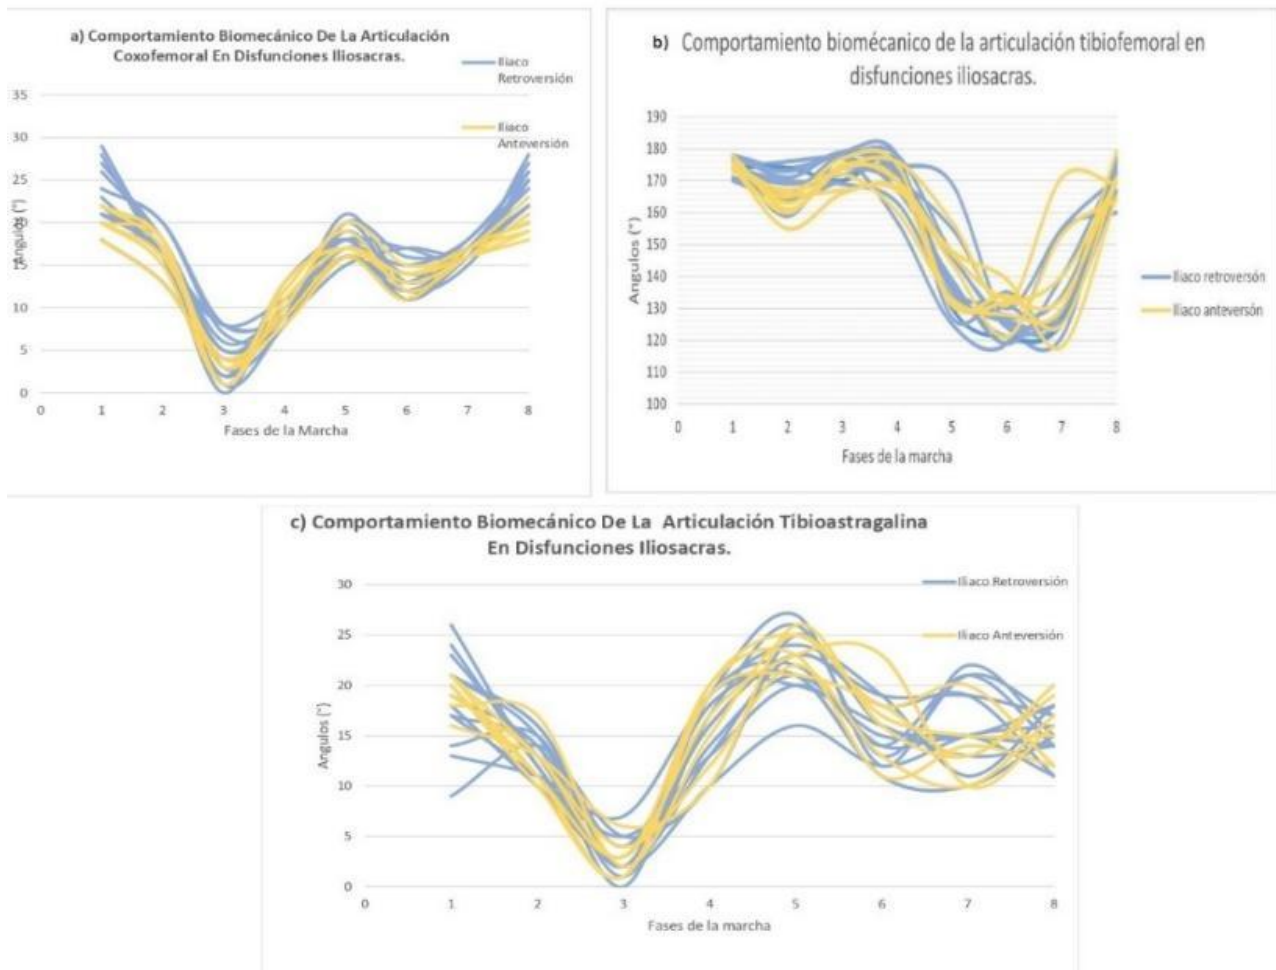 a) Comportamiento Biomecánico De La Articulación
Coxofemoral En Disfunciones Iliosacras.
Iliaco
Retroversión
Iliaco
Anteversión
35
30
25
20
15
10
5
0
Angulos (°)
0 1 2 3 4 5 6 7 8
Fases de la Marcha
b) Comportamiento biomécanico de la articulación tibiofemoral en
disfunciones iliosacras.
190
180
170
160
150
140
130
120
110
100
Angulos (°)
0 1 2 3 4 5 6 7 8
Fases de la marcha
Iliaco retroversón
Iliaco anteversón
c) Comportamiento Biomecánico De La Articulación Tibioastragalina
En Disfunciones Iliosacras.
Iliaco Retroversión
Iliaco Anteversión
30
25
20
15
10
5
0
Angulos (°)
0 1 2 3 4 5 6 7 8
Fases de la marcha